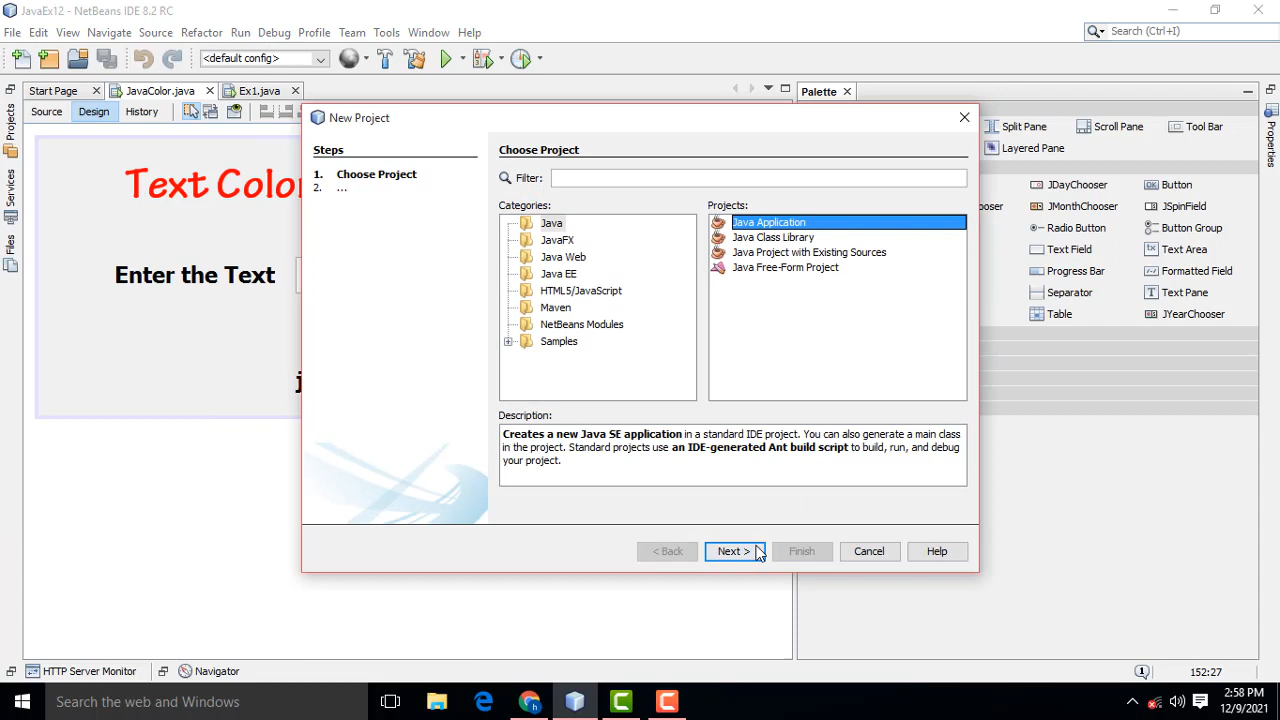 JavaEx12 - NetBeans IDE 8.2 RC
File Edit View Navigate Source Refactor Run Debug Profile Team Tools Window Help
Search (Ctrl+I)
<default config>
Start Page JavaColor.java Ex1.java
Palette
Source Design History
Projects
Services
Files
Properties
Text Color
Enter the Text
Split Pane Scroll Pane Tool Bar
Layered Pane
JDayChooser Button
JMonthChooser JSpinField
Radio Button Button Group
Text Field Text Area
Progress Bar Formatted Field
Separator Text Pane
Table JYearChooser
New Project
Steps
1. Choose Project
2. ...
Choose Project
Filter:
Categories:
Java
JavaFX
Java Web
Java EE
HTML5/JavaScript
Maven
NetBeans Modules
Samples
Projects:
Java Application
Java Class Library
Java Project with Existing Sources
Java Free-Form Project
Description:
Creates a new Java SE application in a standard IDE project. You can also generate a main class
in the project. Standard projects use an IDE-generated Ant build script to build, run, and debug
your project.
< Back Next > Finish Cancel Help
HTTP Server Monitor Navigator
1 152:27
Search the web and Windows
2:58 PM
12/9/2021